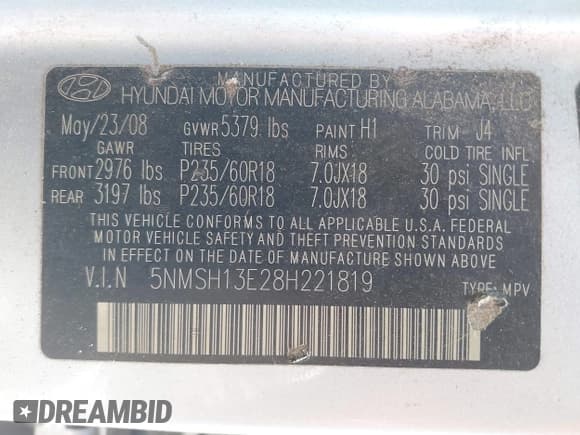 MANUFACTURED BY
HYUNDAI MOTOR MANUFACTURING ALABAMA, LLC
May/23/08 GVWR 5379 lbs PAINT H1 TRIM J4
GAWR TIRES RIMS COLD TIRE INFL
FRONT 2976 lbs P235/60R18 7.0JX18 30 psi SINGLE
REAR 3197 lbs P235/60R18 7.0JX18 30 psi SINGLE
THIS VEHICLE CONFORMS TO ALL APPLICABLE U.S.A. FEDERAL
MOTOR VEHICLE SAFETY AND THEFT PREVENTION STANDARD
IN EFFECT ON THE DATE OF MANUFACTURE SHOWN ABOVE.
V.I.N 5NMSH13E28H221819 TYPE: MPV
DREAMBID